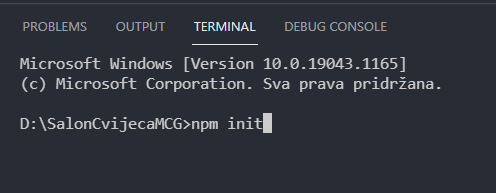 PROBLEMS OUTPUT TERMINAL DEBUG CONSOLE
Microsoft Windows [Version 10.0.19043.1165]
(c) Microsoft Corporation. Sva prava pridržana.
D:\SalonCvijecaMCG>npm init